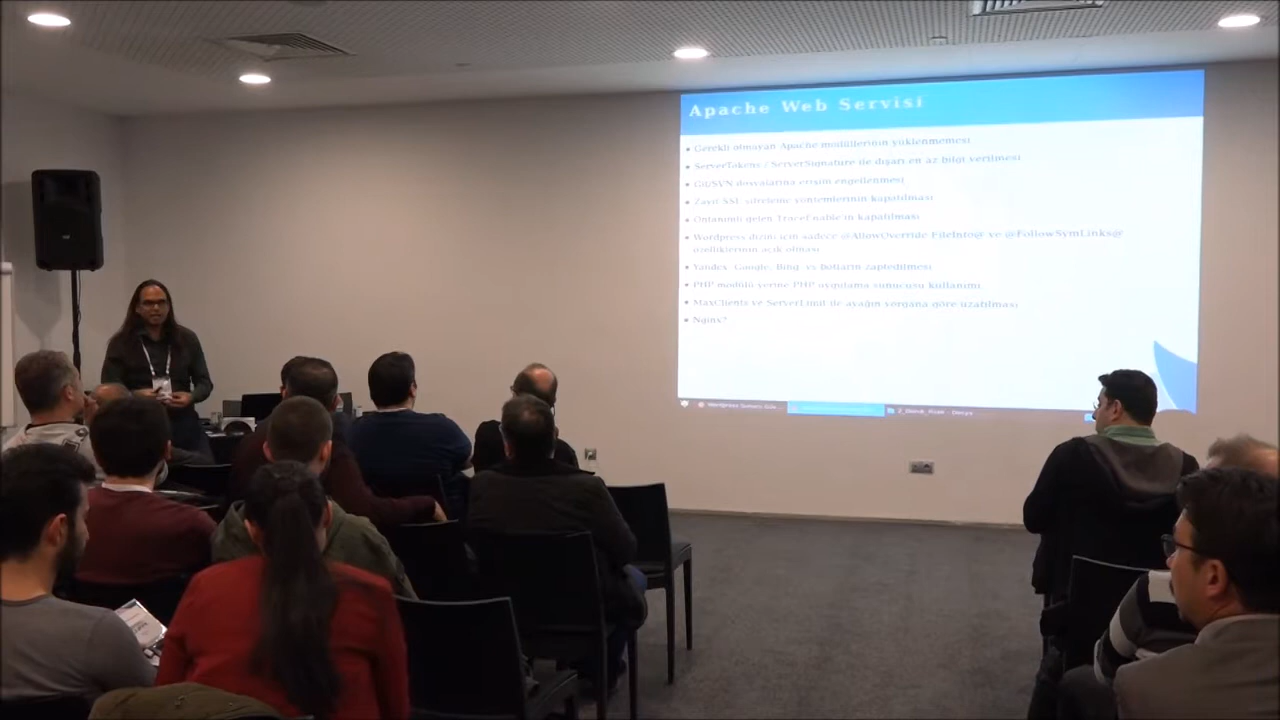 Apache Web Servisi
Gerekli olmayan Apache modüllerinin yüklenmemesi
ServerTokens / ServerSignature ile dışarı en az bilgi verilmesi
Git/SVN dosyalarına erişim engellenmesi
Zayıf SSL şifreleme yöntemlerinin kapatılması
Öntanımlı gelen TraceEnable'ın kapatılması
Wordpress dizini için sadece @AllowOverride FileInfo@ ve @FollowSymLinks@
özelliklerinin açık olması
Yandex, Google, Bing vs botların zaptedilmesi
PHP modülü yerine PHP uygulama sunucusu kullanımı
MaxClients ve ServerLimit ile ayağın yorgana göre uzatılması
Nginx?